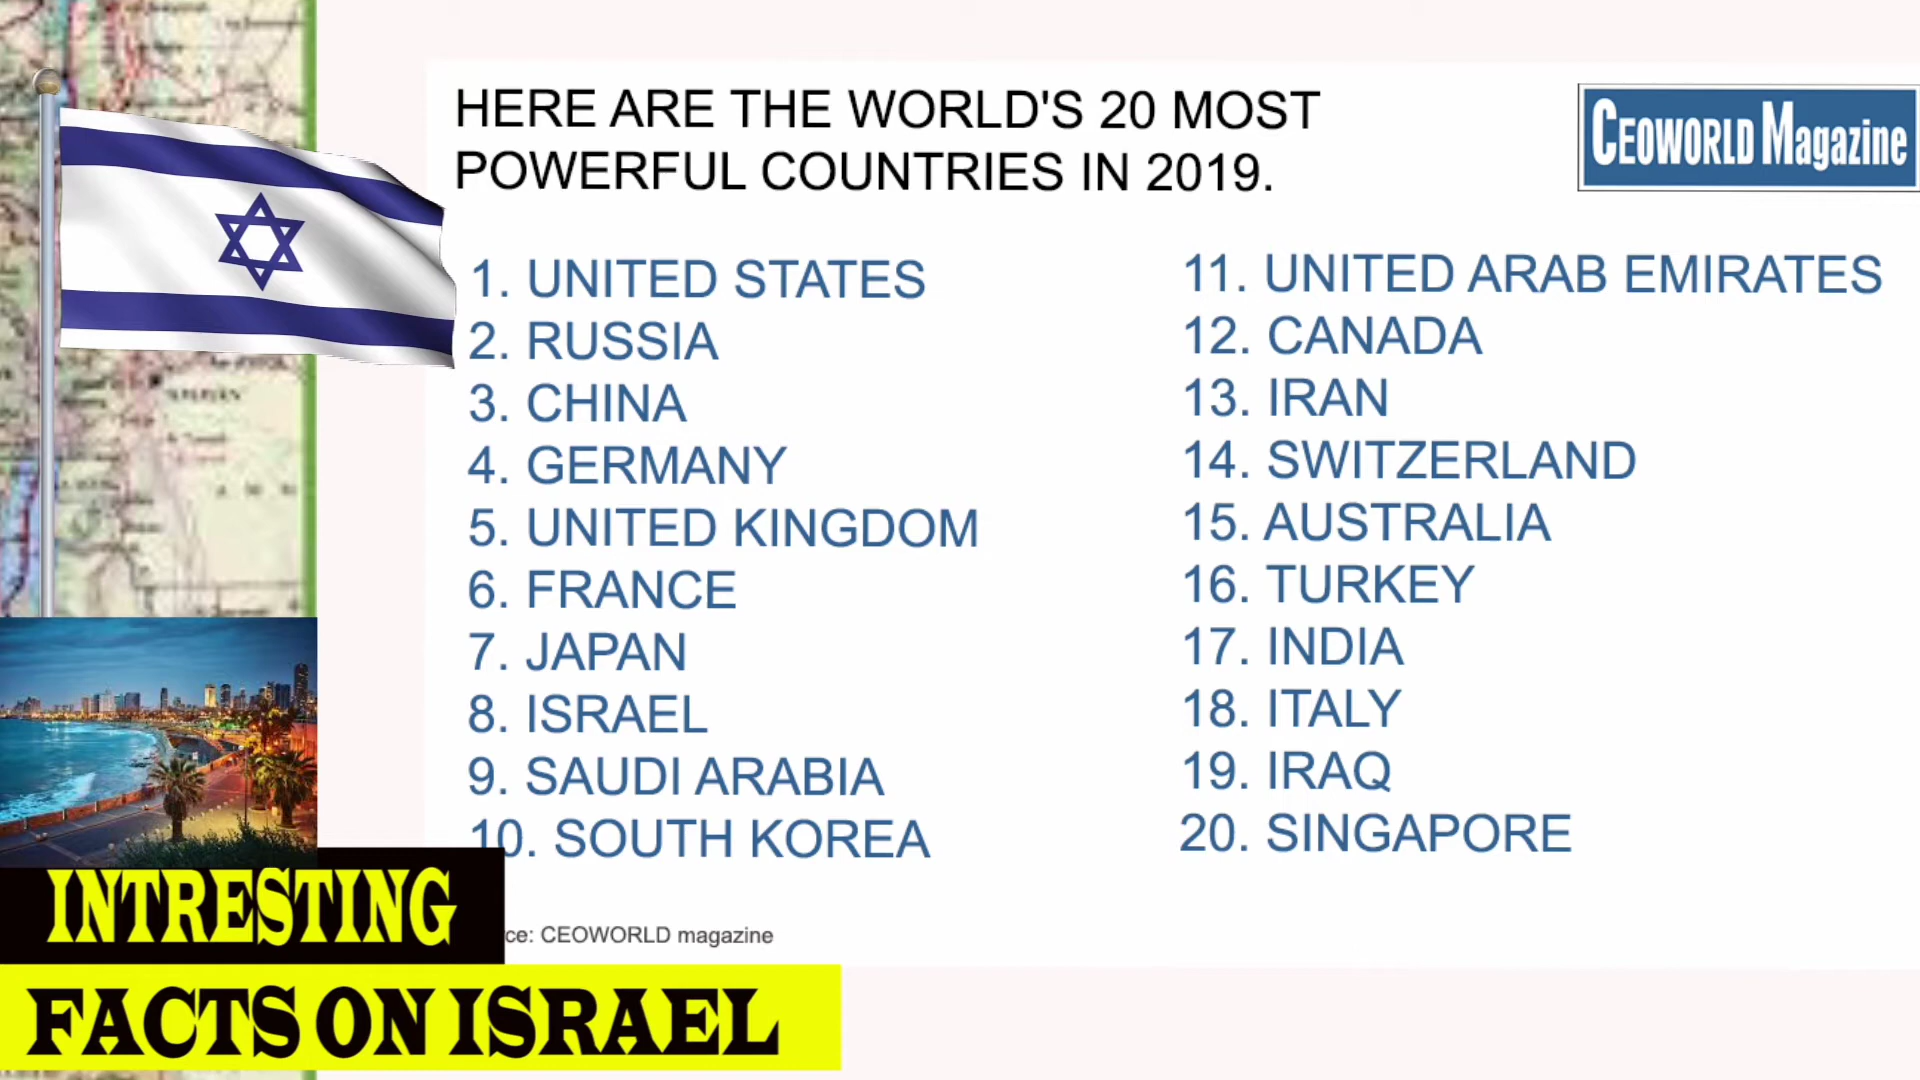 HERE ARE THE WORLD'S 20 MOST
POWERFUL COUNTRIES IN 2019.
CEOWORLD Magazine
1. UNITED STATES
2. RUSSIA
3. CHINA
4. GERMANY
5. UNITED KINGDOM
6. FRANCE
7. JAPAN
8. ISRAEL
9. SAUDI ARABIA
10. SOUTH KOREA
11. UNITED ARAB EMIRATES
12. CANADA
13. IRAN
14. SWITZERLAND
15. AUSTRALIA
16. TURKEY
17. INDIA
18. ITALY
19. IRAQ
20. SINGAPORE
ce: CEOWORLD magazine
INTRESTING
FACTS ON ISRAEL